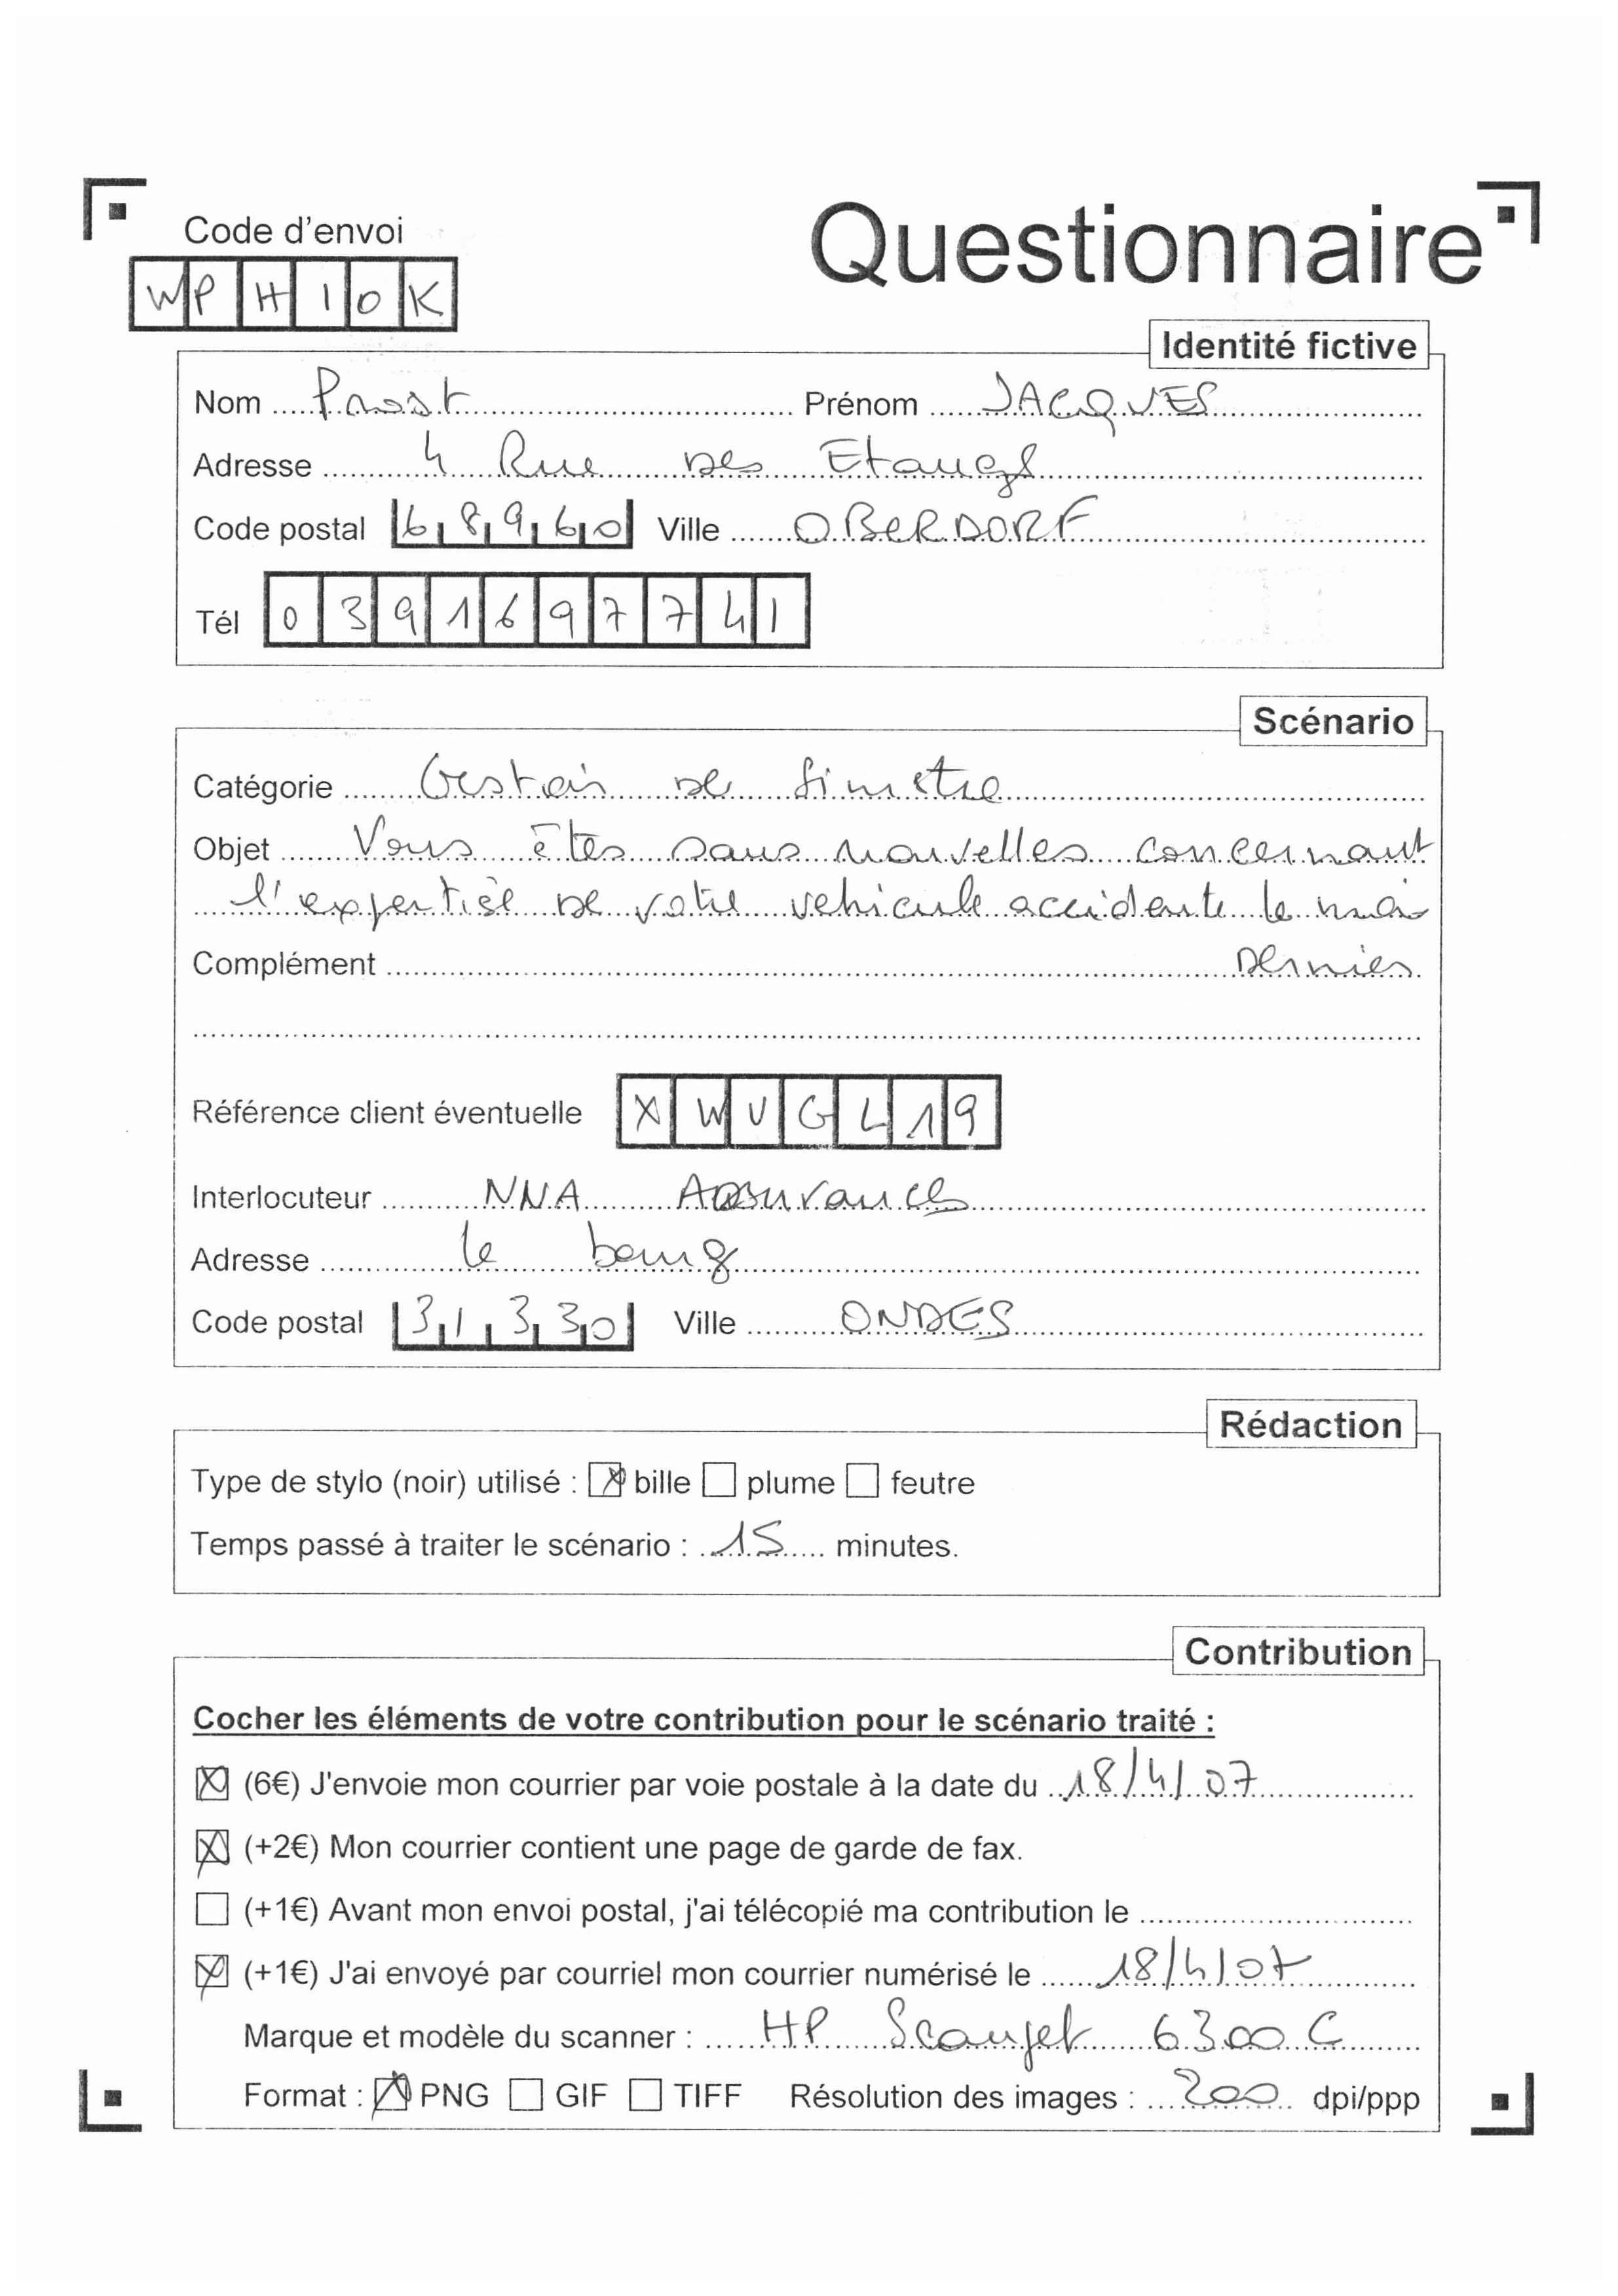 Code d'envoi
Questionnaire
WPH10K
Identité fictive
Nom Prost Prénom JACQUES
Adresse 4 Rue Des Etangs
Code postal 68960 Ville OBERDORF
Tél 0391697741
Scénario
Catégorie Gestion De Sinistre
Objet Vous êtes sans nouvelles concernant
l'expertise De votre vehicule accidente le mois
Complément Dernier
Référence client éventuelle XWUGL19
Interlocuteur NNA Assurances
Adresse le bourg
Code postal 31330 Ville ONDES
Rédaction
Type de stylo (noir) utilisé : bille plume feutre
Temps passé à traiter le scénario : 15 minutes.
Contribution
Cocher les éléments de votre contribution pour le scénario traité :
(6€) J'envoie mon courrier par voie postale à la date du 18/4/07
(+2€) Mon courrier contient une page de garde de fax.
(+1€) Avant mon envoi postal, j'ai télécopié ma contribution le
(+1€) J'ai envoyé par courriel mon courrier numérisé le 18/4/07
Marque et modèle du scanner : HP Scanjet 6300 C
Format : PNG GIF TIFF Résolution des images : 200 dpi/ppp